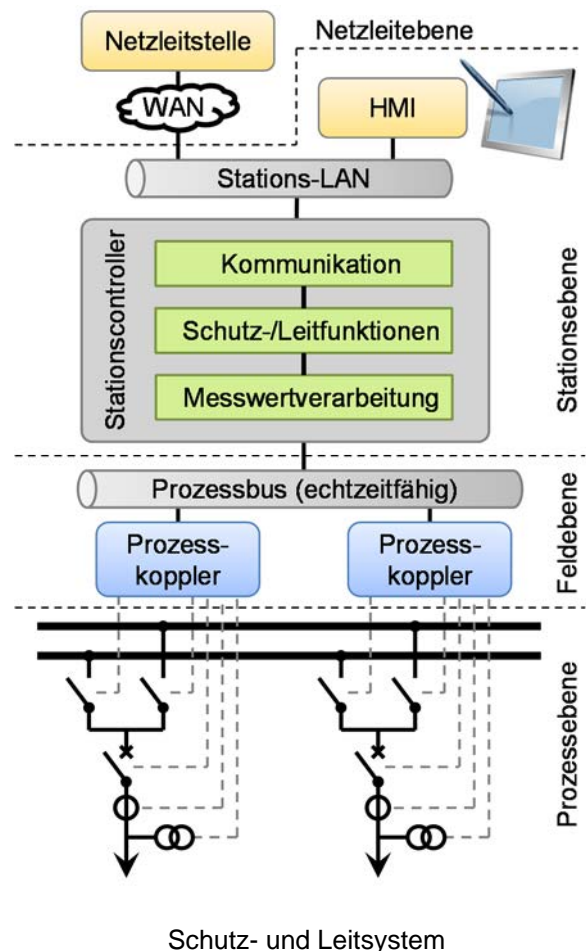 Netzleitstelle
Netzleitebene
WAN
HMI
Stations-LAN
Stationscontroller
Kommunikation
Schutz-/Leitfunktionen
Messwertverarbeitung
Stationsebene
Prozessbus (echtzeitfähig)
Prozess-
koppler
Prozess-
koppler
Feldebene
Prozessebene
Schutz- und Leitsystem